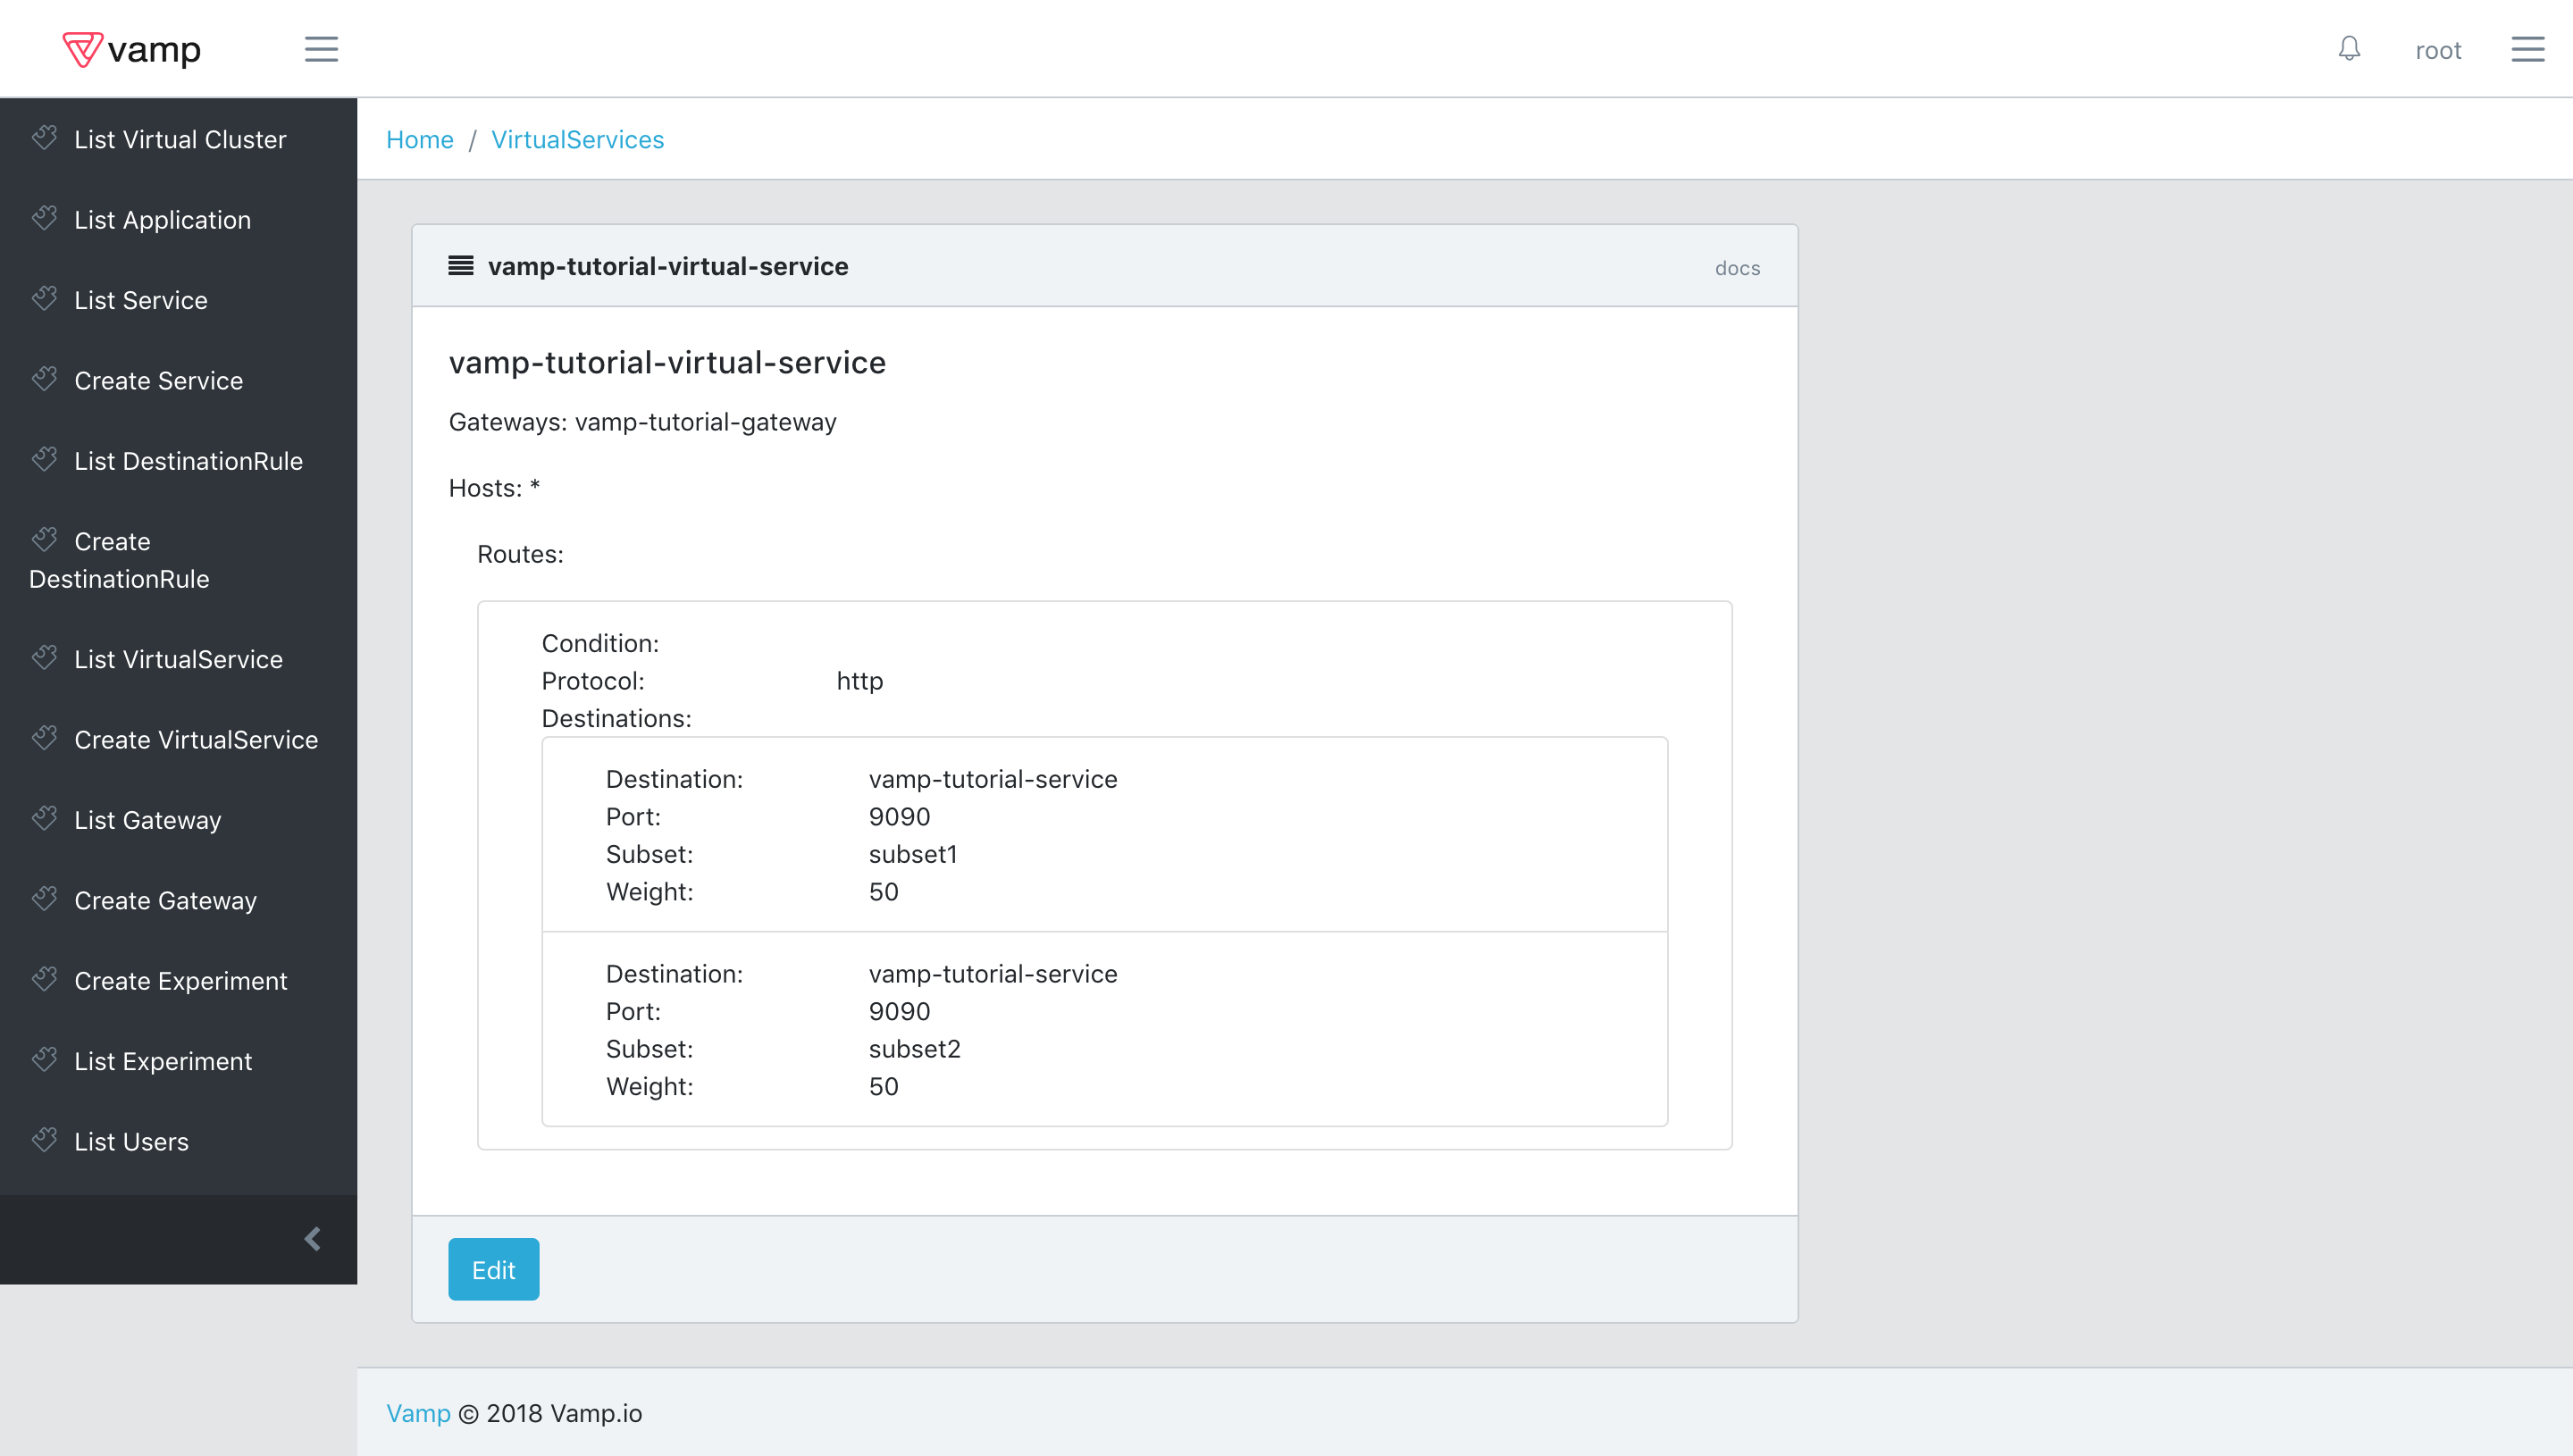 vamp
root
List Virtual Cluster
List Application
List Service
Create Service
List DestinationRule
Create
DestinationRule
List VirtualService
Create VirtualService
List Gateway
Create Gateway
Create Experiment
List Experiment
List Users
Home / VirtualServices
vamp-tutorial-virtual-service docs
vamp-tutorial-virtual-service
Gateways: vamp-tutorial-gateway
Hosts: *
Routes:
Condition:
Protocol: http
Destinations:
Destination: vamp-tutorial-service
Port: 9090
Subset: subset1
Weight: 50
Destination: vamp-tutorial-service
Port: 9090
Subset: subset2
Weight: 50
Edit
Vamp © 2018 Vamp.io